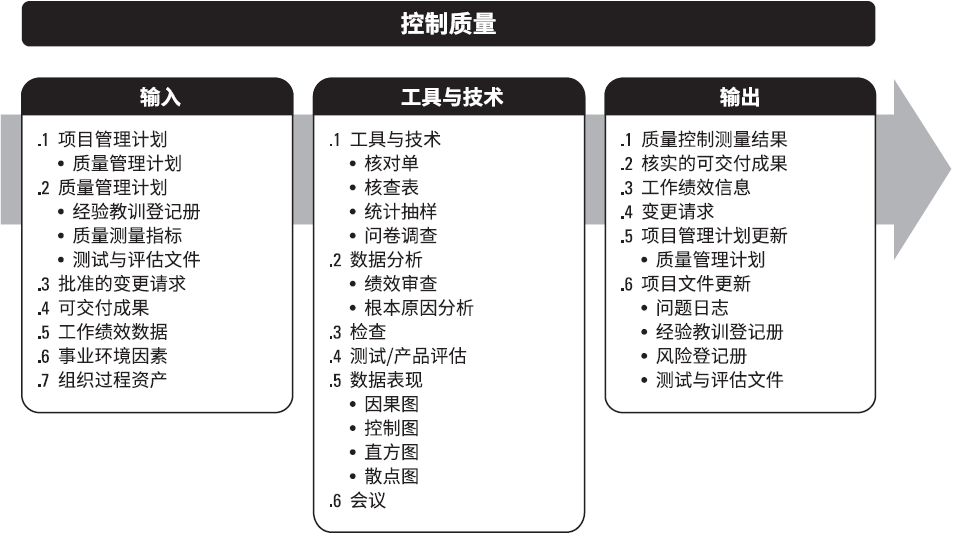 控制质量
输入
.1 项目管理计划
• 质量管理计划
.2 质量管理计划
• 经验教训登记册
• 质量测量指标
• 测试与评估文件
.3 批准的变更请求
.4 可交付成果
.5 工作绩效数据
.6 事业环境因素
.7 组织过程资产
工具与技术
.1 工具与技术
• 核对单
• 核查表
• 统计抽样
• 问卷调查
.2 数据分析
• 绩效审查
• 根本原因分析
.3 检查
.4 测试/产品评估
.5 数据表现
• 因果图
• 控制图
• 直方图
• 散点图
.6 会议
输出
.1 质量控制测量结果
.2 核实的可交付成果
.3 工作绩效信息
.4 变更请求
.5 项目管理计划更新
• 质量管理计划
.6 项目文件更新
• 问题日志
• 经验教训登记册
• 风险登记册
• 测试与评估文件